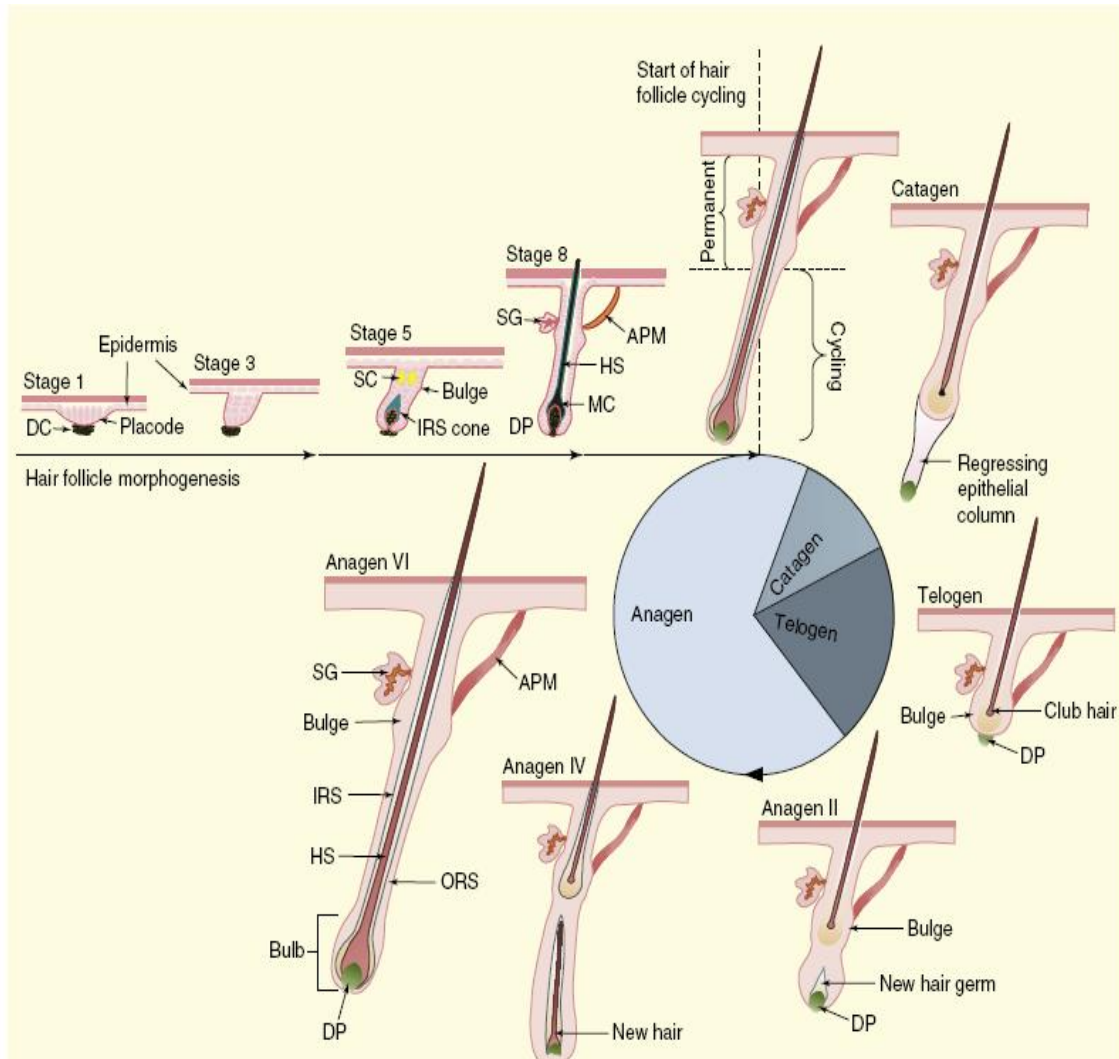 Start of hair
follicle cycling
Permanent
Cycling
Catagen
Regressing
epithelial
column
Stage 8
SG
APM
HS
MC
DP
Stage 5
SC
Bulge
IRS cone
Epidermis
Stage 3
Stage 1
DC
Placode
Hair follicle morphogenesis
Anagen
Catagen
Telogen
Telogen
Bulge
Club hair
DP
Anagen VI
SG
APM
Bulge
IRS
HS
ORS
Bulb
DP
Anagen IV
New hair
Anagen II
Bulge
New hair germ
DP